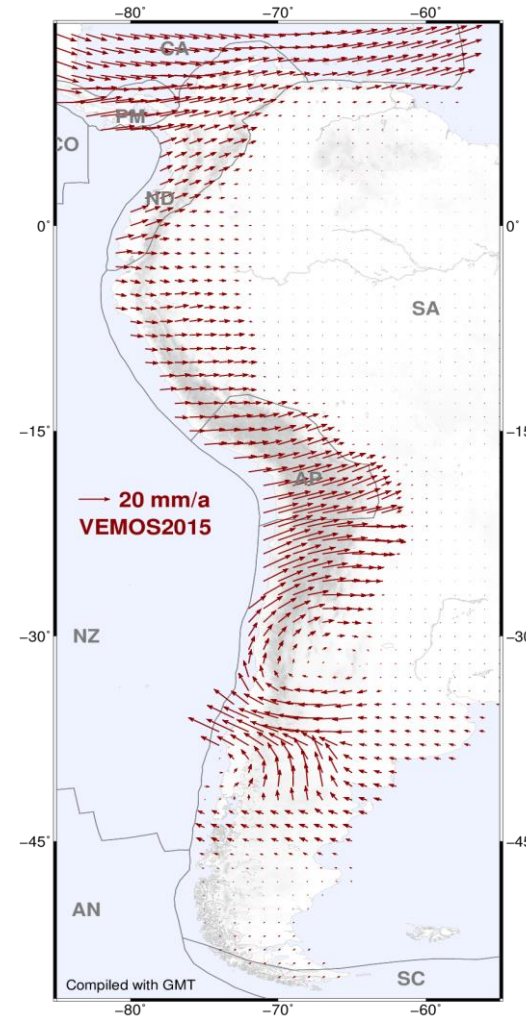 −80° −70° −60°
CA
PM
CO
ND
0° 0°
SA
−15° −15
AP
20 mm/a
VEMOS2015
NZ
−30° −30
−45° −45
AN
SC
Compiled with GMT
−80° −70° −60°